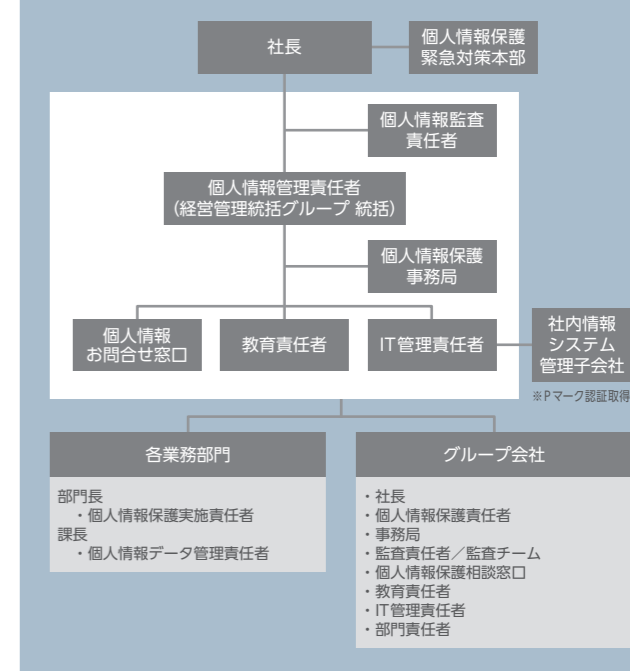 社長
個人情報保護
緊急対策本部
個人情報監査
責任者
個人情報管理責任者
（経営管理統括グループ 統括）
個人情報保護
事務局
個人情報
お問合せ窓口
教育責任者
IT管理責任者
社内情報
システム
管理子会社
※Pマーク認証取得
各業務部門
部門長
・個人情報保護実施責任者
課長
・個人情報データ管理責任者
グループ会社
・社長
・個人情報保護責任者
・事務局
・監査責任者／監査チーム
・個人情報保護相談窓口
・教育責任者
・IT管理責任者
・部門責任者